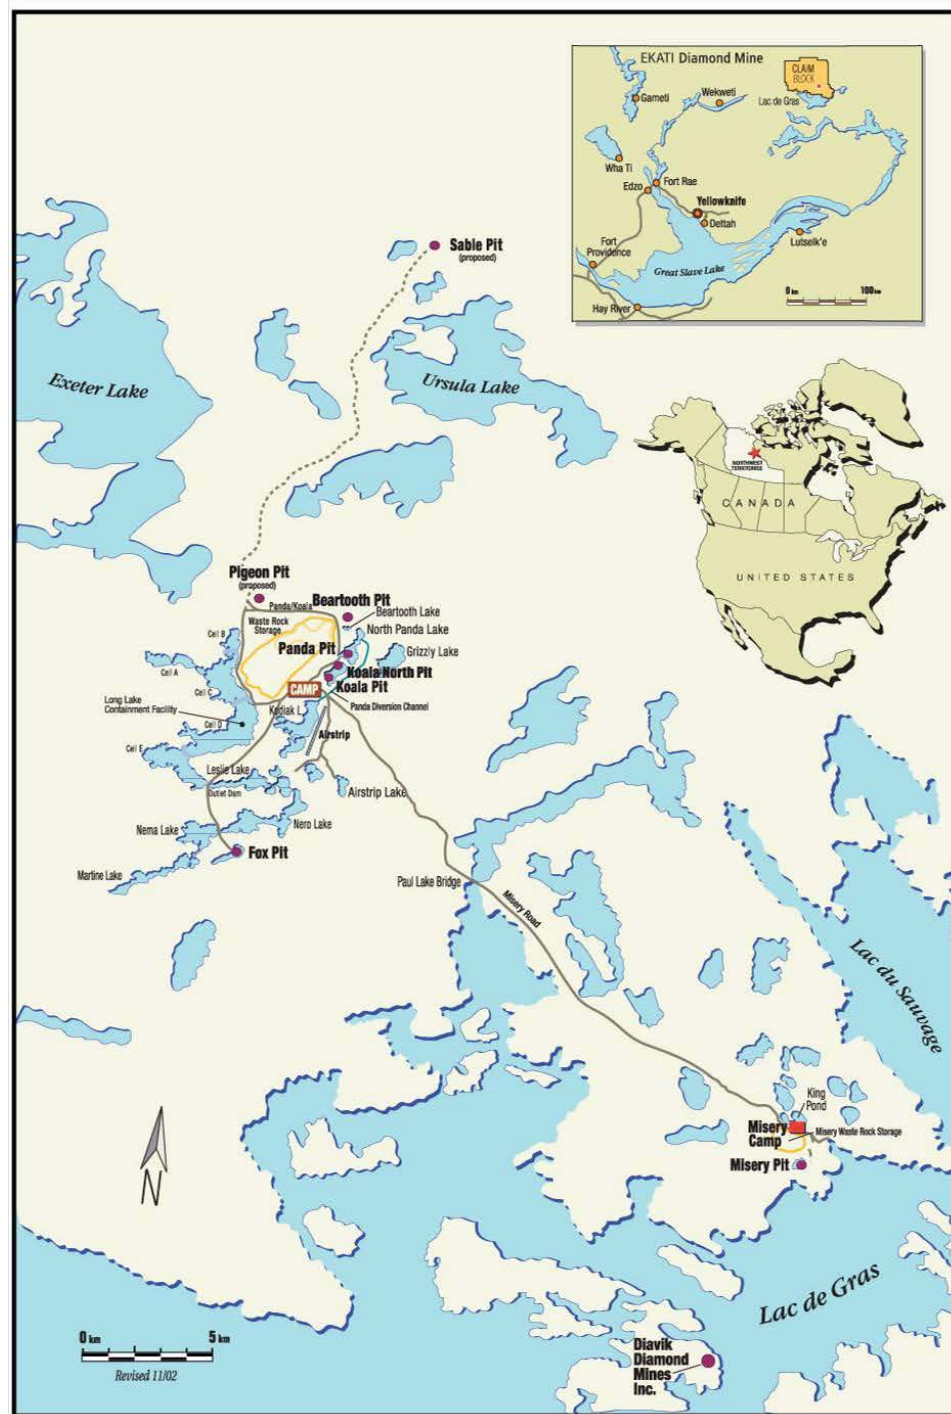 EKATI Diamond Mine
CLAIM
BLOCK
Lac de Gras
Gameti
Wekweti
Wha Ti
Edzo
Fort Rae
Yellowknife
Dettah
Lutselk'e
Fort
Providence
Great Slave Lake
Hay River
0 km
100 km
Sable Pit
(proposed)
Exeter Lake
Ursula Lake
NORTHWEST
TERRITORIES
CANADA
UNITED STATES
Pigeon Pit
(proposed)
Panda/Koala
Waste Rock
Storage
Beartooth Pit
Beartooth Lake
North Panda Lake
Cell B
Panda Pit
Grizzly Lake
Cell A
Koala North Pit
Cell C
CAMP
Koala Pit
Long Lake
Containment Facility
Kodiak L.
Panda Diversion Channel
Cell D
Airstrip
Cell E
Leslie Lake
Outlet Dam
Airstrip Lake
Nema Lake
Nero Lake
Fox Pit
Martine Lake
Paul Lake Bridge
Misery Road
Lac du Sauvage
King
Pond
Misery
Camp
Misery Waste Rock Storage
Misery Pit
N
Lac de Gras
0 km
5 km
Revised 11/02
Diavik
Diamond
Mines
Inc.